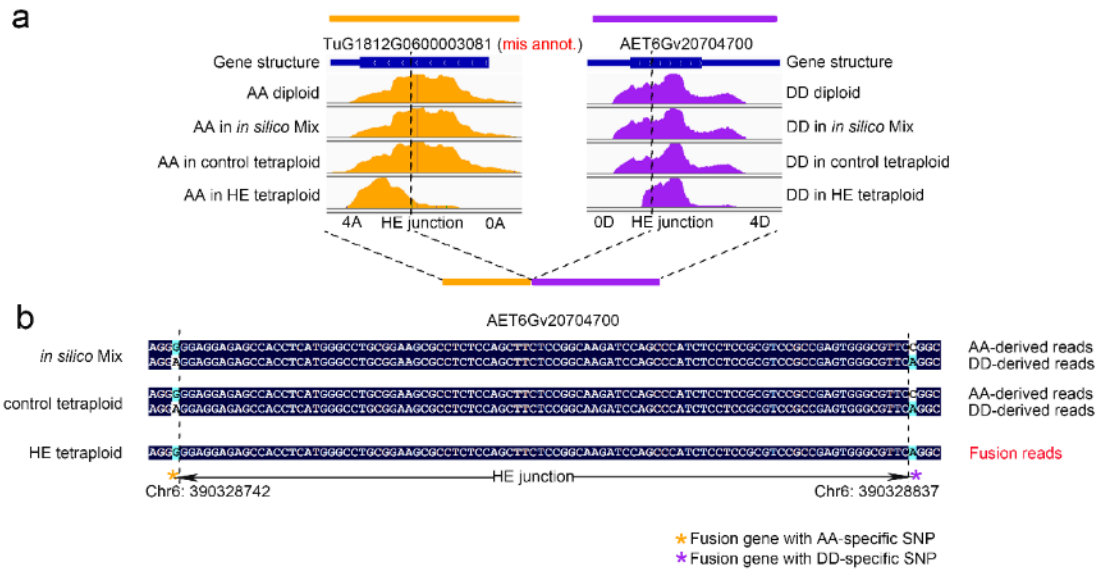 a
TuG1812G0600003081 (mis annot.)
AET6Gv20704700
Gene structure
Gene structure
AA diploid
DD diploid
AA in in silico Mix
DD in in silico Mix
AA in control tetraploid
DD in control tetraploid
AA in HE tetraploid
DD in HE tetraploid
4A HE junction 0A
0D HE junction 4D
b
AET6Gv20704700
in silico Mix
AGGGGGAGGAGAGCCACCTCATGGGCCTGCGGAAGCGCCTCTCCAGCTTCTCCGGCAAGATCCAGCCCATCTCCTCCGCGTCCGCCGAGTGGGCGTTCCGGC
AA-derived reads
AGGAGGAGGAGAGCCACCTCATGGGCCTGCGGAAGCGCCTCTCCAGCTTCTCCGGCAAGATCCAGCCCATCTCCTCCGCGTCCGCCGAGTGGGCGTTCAGGC
DD-derived reads
control tetraploid
AGGGGGAGGAGAGCCACCTCATGGGCCTGCGGAAGCGCCTCTCCAGCTTCTCCGGCAAGATCCAGCCCATCTCCTCCGCGTCCGCCGAGTGGGCGTTCCGGC
AA-derived reads
AGGAGGAGGAGAGCCACCTCATGGGCCTGCGGAAGCGCCTCTCCAGCTTCTCCGGCAAGATCCAGCCCATCTCCTCCGCGTCCGCCGAGTGGGCGTTCAGGC
DD-derived reads
HE tetraploid
AGGGGGAGGAGAGCCACCTCATGGGCCTGCGGAAGCGCCTCTCCAGCTTCTCCGGCAAGATCCAGCCCATCTCCTCCGCGTCCGCCGAGTGGGCGTTCAGGC
Fusion reads
* HE junction *
Chr6: 390328742
Chr6: 390328837
* Fusion gene with AA-specific SNP
* Fusion gene with DD-specific SNP